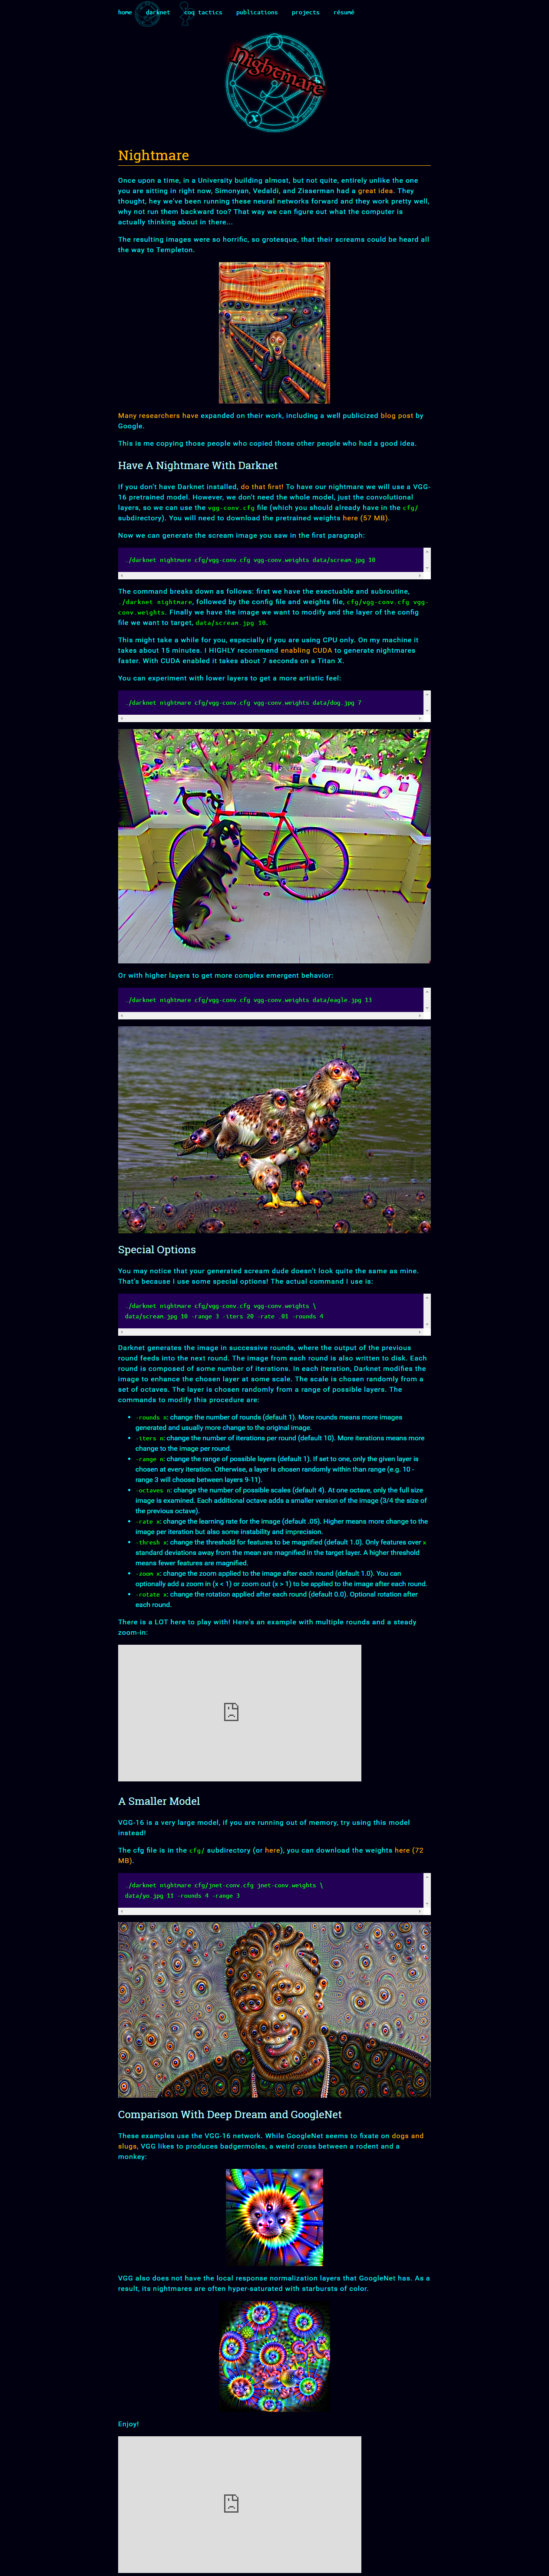 home darknet coq tactics publications projects résumé
Nightmare
Nightmare
Once upon a time, in a University building almost, but not quite, entirely unlike the one
you are sitting in right now, Simonyan, Vedaldi, and Zisserman had a great idea. They
thought, hey we've been running these neural networks forward and they work pretty well,
why not run them backward too? That way we can figure out what the computer is
actually thinking about in there...
The resulting images were so horrific, so grotesque, that their screams could be heard all
the way to Templeton.
Many researchers have expanded on their work, including a well publicized blog post by
Google.
This is me copying those people who copied those other people who had a good idea.
Have A Nightmare With Darknet
If you don't have Darknet installed, do that first! To have our nightmare we will use a VGG-
16 pretrained model. However, we don't need the whole model, just the convolutional
layers, so we can use the vgg-conv.cfg file (which you should already have in the cfg/
subdirectory). You will need to download the pretrained weights here (57 MB).
Now we can generate the scream image you saw in the first paragraph:
./darknet nightmare cfg/vgg-conv.cfg vgg-conv.weights data/scream.jpg 10
The command breaks down as follows: first we have the exectuable and subroutine,
./darknet nightmare, followed by the config file and weights file, cfg/vgg-conv.cfg vgg-
conv.weights. Finally we have the image we want to modify and the layer of the config
file we want to target, data/scream.jpg 10.
This might take a while for you, especially if you are using CPU only. On my machine it
takes about 15 minutes. I HIGHLY recommend enabling CUDA to generate nightmares
faster. With CUDA enabled it takes about 7 seconds on a Titan X.
You can experiment with lower layers to get a more artistic feel:
./darknet nightmare cfg/vgg-conv.cfg vgg-conv.weights data/dog.jpg 7
Or with higher layers to get more complex emergent behavior:
./darknet nightmare cfg/vgg-conv.cfg vgg-conv.weights data/eagle.jpg 13
Special Options
You may notice that your generated scream dude doesn't look quite the same as mine.
That's because I use some special options! The actual command I use is:
./darknet nightmare cfg/vgg-conv.cfg vgg-conv.weights \
data/scream.jpg 10 -range 3 -iters 20 -rate .01 -rounds 4
Darknet generates the image in successive rounds, where the output of the previous
round feeds into the next round. The image from each round is also written to disk. Each
round is composed of some number of iterations. In each iteration, Darknet modifies the
image to enhance the chosen layer at some scale. The scale is chosen randomly from a
set of octaves. The layer is chosen randomly from a range of possible layers. The
commands to modify this procedure are:
• -rounds n: change the number of rounds (default 1). More rounds means more images
generated and usually more change to the original image.
• -iters n: change the number of iterations per round (default 10). More iterations means more
change to the image per round.
• -range n: change the range of possible layers (default 1). If set to one, only the given layer is
chosen at every iteration. Otherwise, a layer is chosen randomly within than range (e.g. 10 -
range 3 will choose between layers 9-11).
• -octaves n: change the number of possible scales (default 4). At one octave, only the full size
image is examined. Each additional octave adds a smaller version of the image (3/4 the size of
the previous octave).
• -rate x: change the learning rate for the image (default .05). Higher means more change to the
image per iteration but also some instability and imprecision.
• -thresh x: change the threshold for features to be magnified (default 1.0). Only features over x
standard deviations away from the mean are magnified in the target layer. A higher threshold
means fewer features are magnified.
• -zoom x: change the zoom applied to the image after each round (default 1.0). You can
optionally add a zoom in (x < 1) or zoom out (x > 1) to be applied to the image after each round.
• -rotate x: change the rotation applied after each round (default 0.0). Optional rotation after
each round.
There is a LOT here to play with! Here's an example with multiple rounds and a steady
zoom-in:
A Smaller Model
VGG-16 is a very large model, if you are running out of memory, try using this model
instead!
The cfg file is in the cfg/ subdirectory (or here), you can download the weights here (72
MB).
./darknet nightmare cfg/jnet-conv.cfg jnet-conv.weights \
data/yo.jpg 11 -rounds 4 -range 3
Comparison With Deep Dream and GoogleNet
These examples use the VGG-16 network. While GoogleNet seems to fixate on dogs and
slugs, VGG likes to produces badgermoles, a weird cross between a rodent and a
monkey:
VGG also does not have the local response normalization layers that GoogleNet has. As a
result, its nightmares are often hyper-saturated with starbursts of color.
Enjoy!